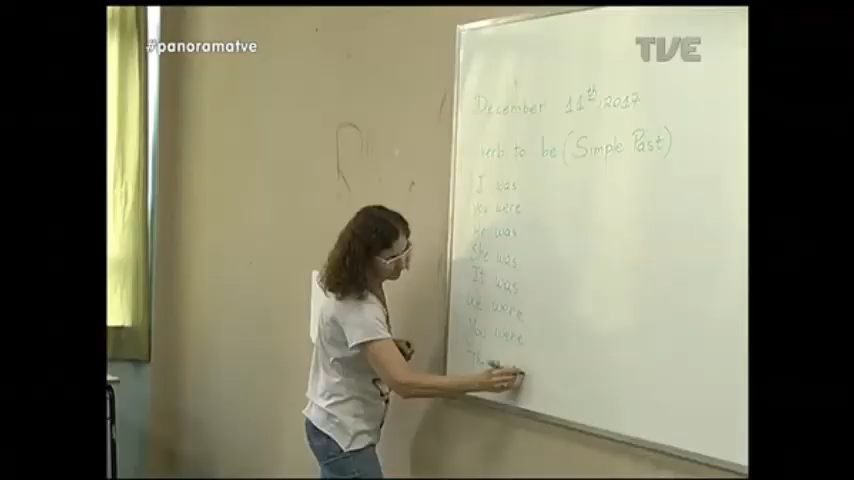 #panoramatve
TVE
December 11th, 2017
verb to be (Simple Past)
I was
You were
He was
She was
It was
We were
You were